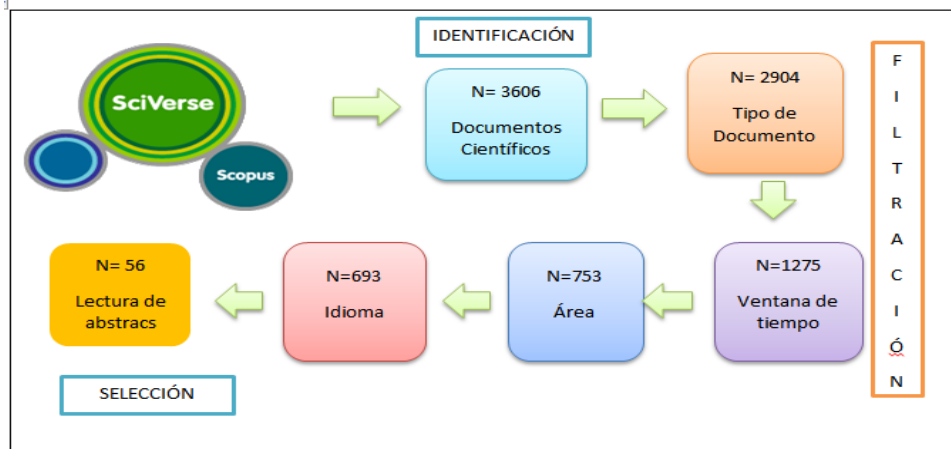 IDENTIFICACIÓN
SciVerse
Scopus
N= 3606
Documentos
Científicos
N= 2904
Tipo de
Documento
F
I
L
T
R
A
C
I
Ó
N
N=1275
Ventana de
tiempo
N=753
Área
N=693
Idioma
N= 56
Lectura de
abstracs
SELECCIÓN